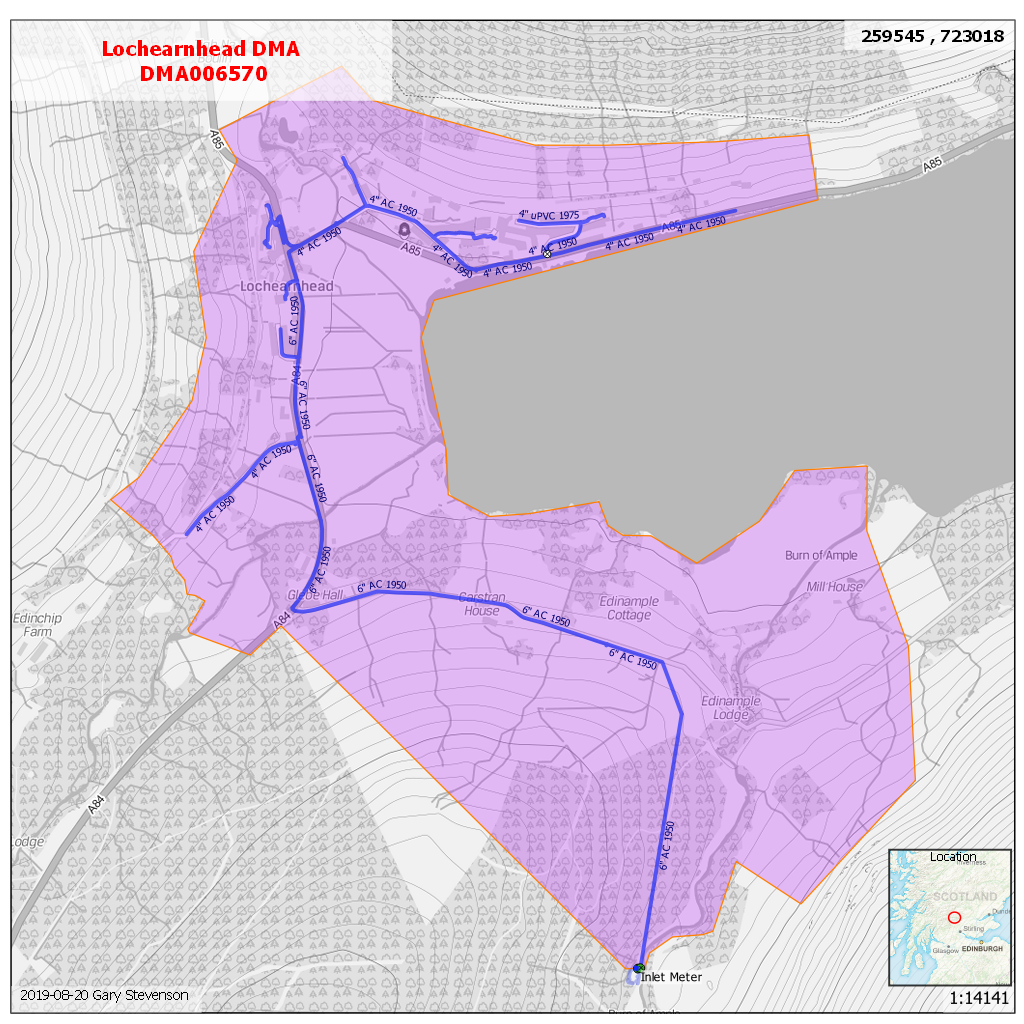 Lochearnhead DMA
DMA006570
259545 , 723018
A85
A85
4" AC 1950
4" uPVC 1975
A85
4" AC 1950
A85
4" AC 1950
4" AC 1950
4" AC 1950
4" AC 1950
4" AC 1950
Lochearnhead
6" AC 1950
A84
6" AC 1950
4" AC 1950
6" AC 1950
4" AC 1950
Burn of Ample
6" AC 1950
Mill House
6" AC 1950
Glebe Hall
Carstran
House
Edinample
Cottage
6" AC 1950
A84
Edinchip
Farm
6" AC 1950
Edinample
Lodge
A84
odge
6" AC 1950
Location
SCOTLAND
Stirling
Glasgow
EDINBURGH
Inlet Meter
2019-08-20 Gary Stevenson
1:14141